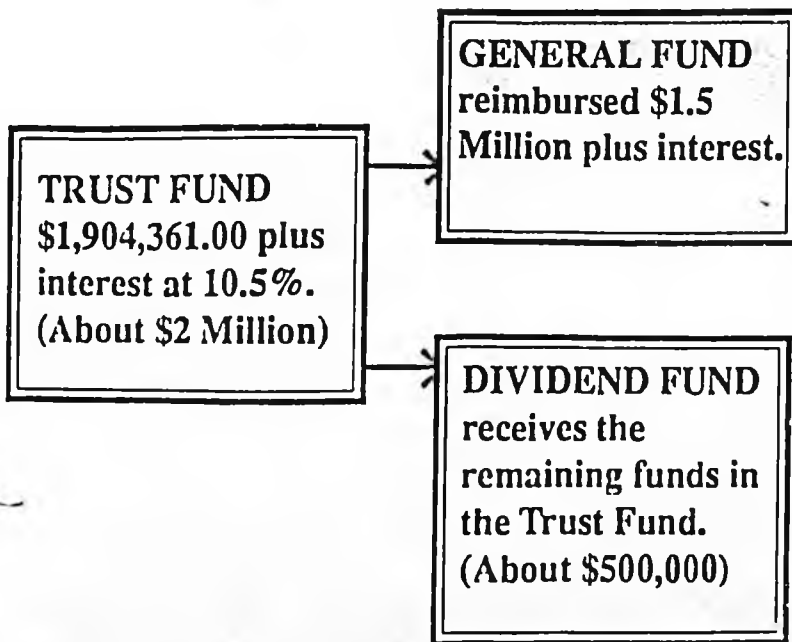 GENERAL FUND
reimbursed $1.5
Million plus interest.
TRUST FUND
$1,904,361.00 plus
interest at 10.5%.
(About $2 Million)
DIVIDEND FUND
receives the
remaining funds in
the Trust Fund.
(About $500,000)